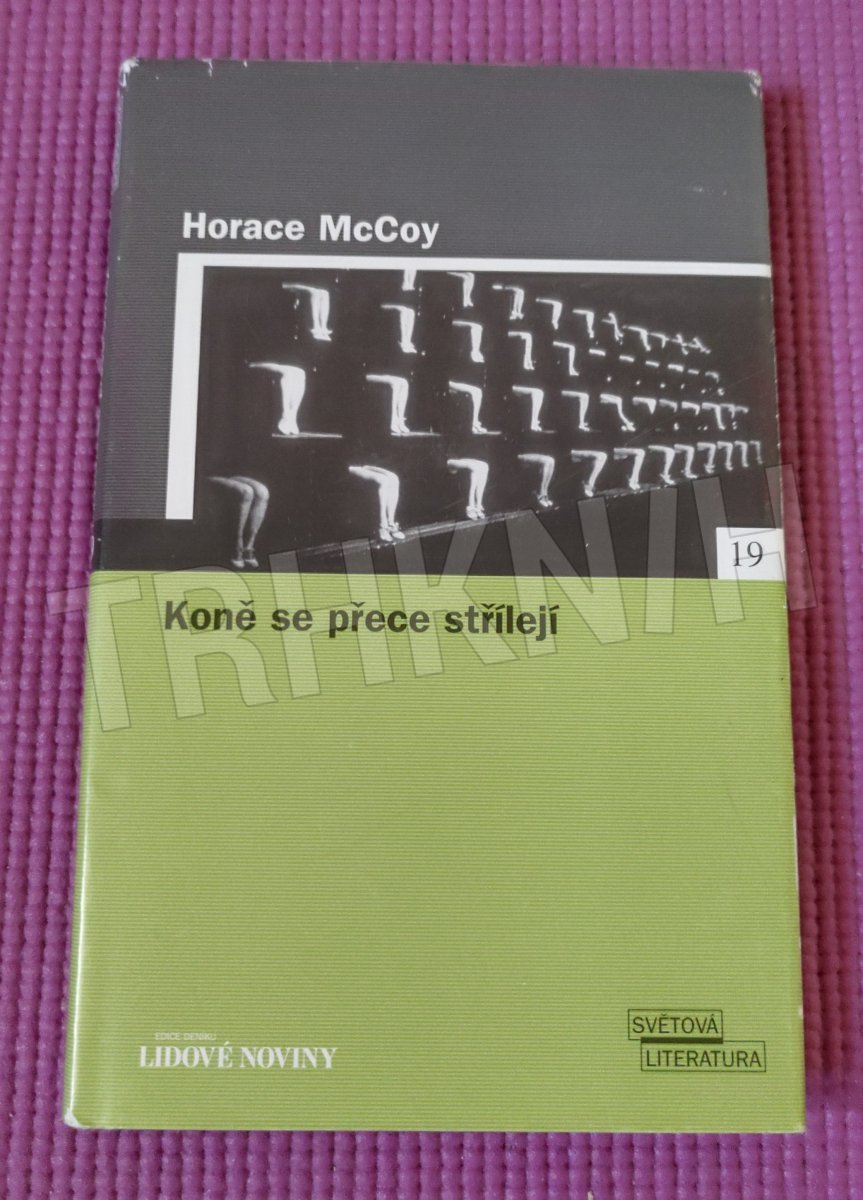 Horace McCoy
19
Koně se přece střílejí
TRHKNIH
EDICE DENÍKU
LIDOVÉ NOVINY
SVĚTOVÁ
LITERATURA